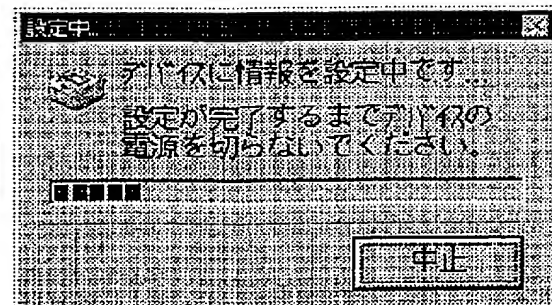 設定中...
デバイスに情報を設定中です...
設定が完了するまでデバイスの
電源を切らないでください。
中止